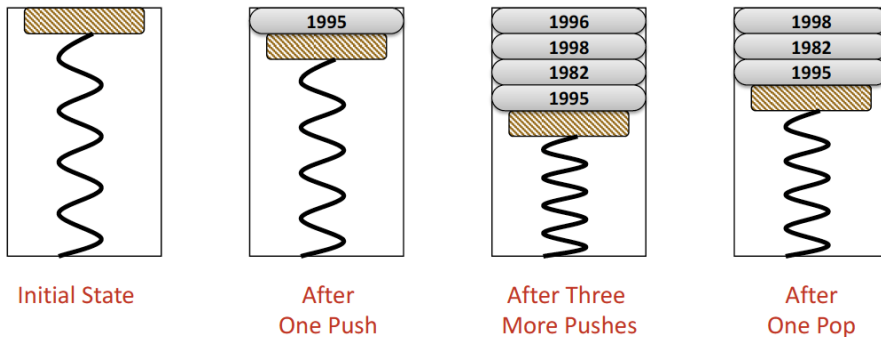 1995
1996
1998
1982
1995
1998
1982
1995
Initial State
After
One Push
After Three
More Pushes
After
One Pop